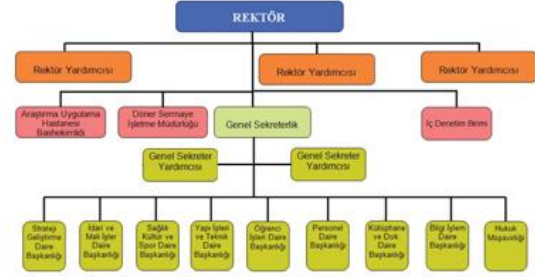 REKTÖR
Rektör Yardımcısı
Rektör Yardımcısı
Rektör Yardımcısı
Araştırma Uygulama
Hastanesi
Başhekimliği
Döner Sermaye
İşletme Müdürlüğü
Genel Sekreterlik
İç Denetim Birimi
Genel Sekreter
Yardımcısı
Genel Sekreter
Yardımcısı
Strateji
Geliştirme
Daire
Başkanlığı
İdari ve
Mali İşler
Daire
Başkanlığı
Sağlık
Kültür ve
Spor Daire
Başkanlığı
Yapı İşleri
ve Teknik
Daire
Başkanlığı
Öğrenci
İşleri Daire
Başkanlığı
Personel
Daire
Başkanlığı
Kütüphane
ve Dok
Daire
Başkanlığı
Bilgi İşlem
Daire
Başkanlığı
Hukuk
Müşavirliği